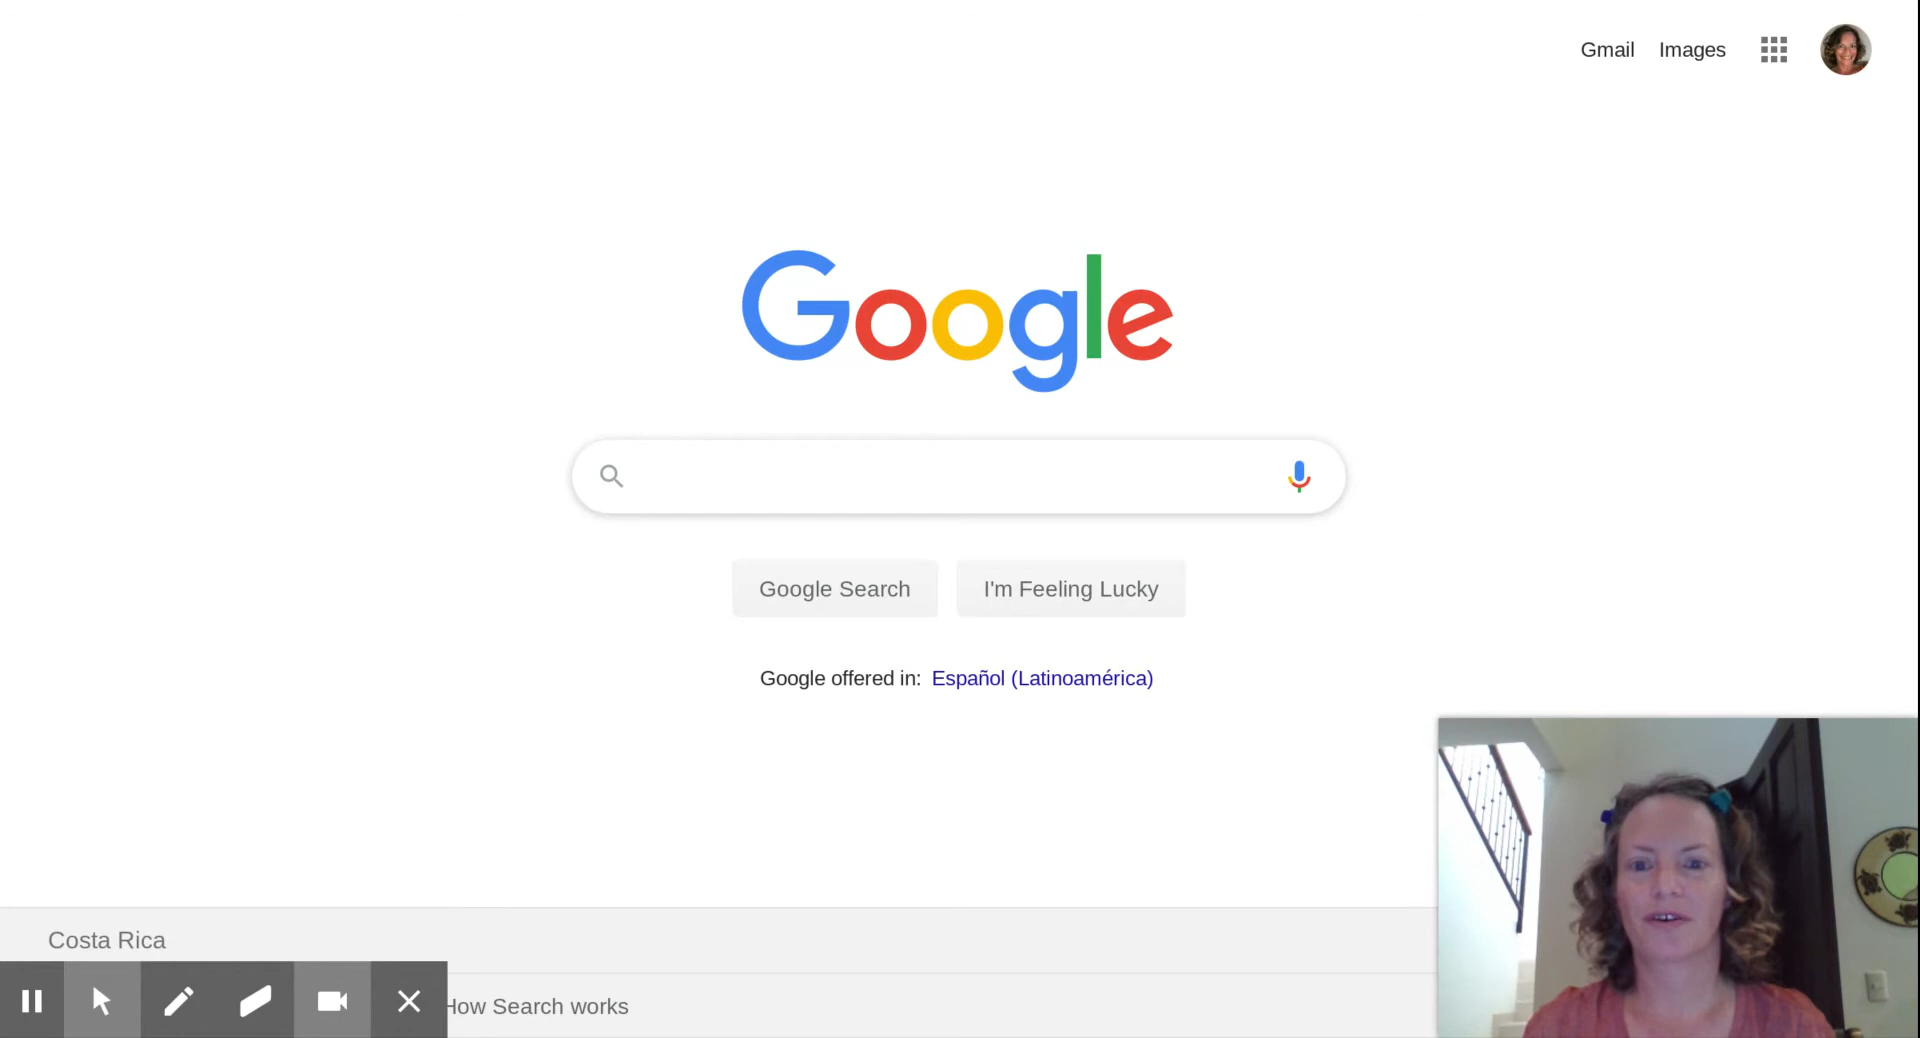 Gmail Images
Google
Google Search I'm Feeling Lucky
Google offered in: Español (Latinoamérica)
Costa Rica
How Search works